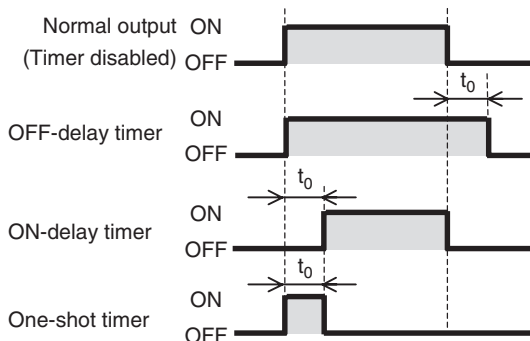 Normal output ON
(Timer disabled) OFF
t0
OFF-delay timer ON
OFF
t0
ON-delay timer ON
OFF
t0
One-shot timer ON
OFF